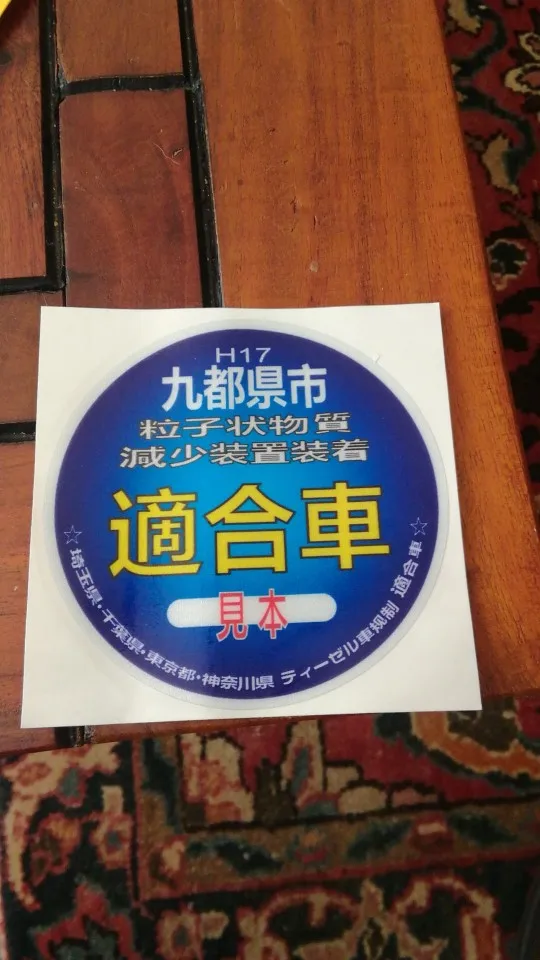 H17
九都県市
粒子状物質
減少装置装着
適合車
見本
☆埼玉県・千葉県・東京都・神奈川県 ディーゼル車規制 適合車☆